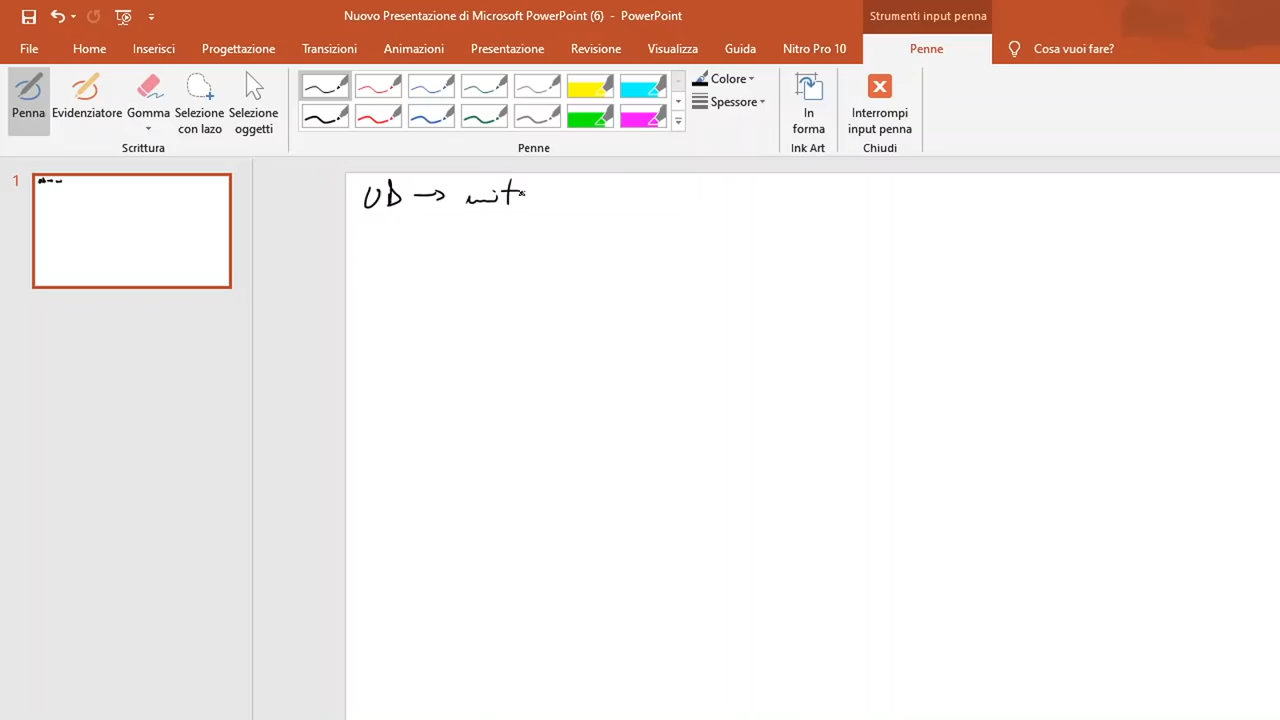 Nuovo Presentazione di Microsoft PowerPoint (6) - PowerPoint
Strumenti input penna
File Home Inserisci Progettazione Transizioni Animazioni Presentazione Revisione Visualizza Guida Nitro Pro 10 Penne Cosa vuoi fare?
Penna Evidenziatore Gomma Selezione con lazo Selezione oggetti
Scrittura
Penne
Colore
Spessore
In forma
Ink Art
Interrompi input penna
Chiudi
1
UB → mit